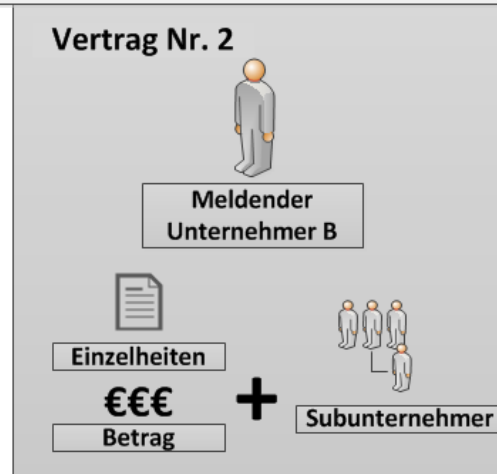 Vertrag Nr. 2
Meldender
Unternehmer B
Einzelheiten
€€€
Betrag
+
Subunternehmer